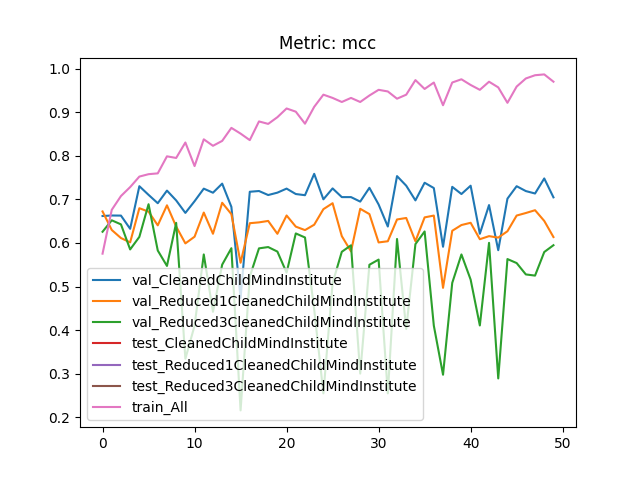 Metric: mcc
1.0
0.9
0.8
0.7
0.6
0.5
0.4
0.3
0.2
val_CleanedChildMindInstitute
val_Reduced1CleanedChildMindInstitute
val_Reduced3CleanedChildMindInstitute
test_CleanedChildMindInstitute
test_Reduced1CleanedChildMindInstitute
test_Reduced3CleanedChildMindInstitute
train_All
0 10 20 30 40 50